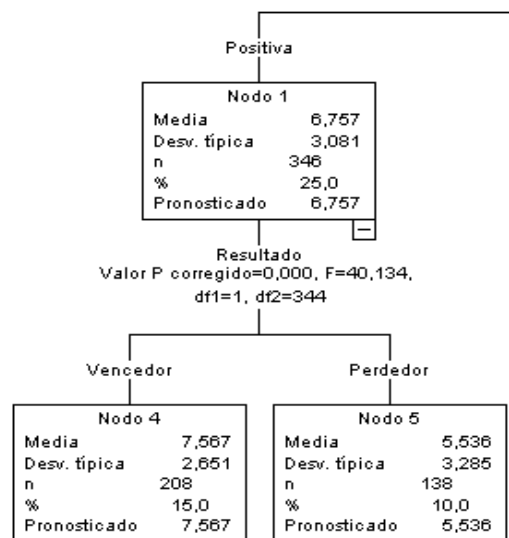 Positiva
Nodo 1
Media 6,757
Desv. típica 3,081
n 346
% 25,0
Pronosticado 6,757
Resultado
Valor P corregido=0,000, F=40,134,
df1=1, df2=344
Vencedor
Perdedor
Nodo 4
Media 7,567
Desv. típica 2,651
n 208
% 15,0
Pronosticado 7,567
Nodo 5
Media 5,536
Desv. típica 3,285
n 138
% 10,0
Pronosticado 5,536